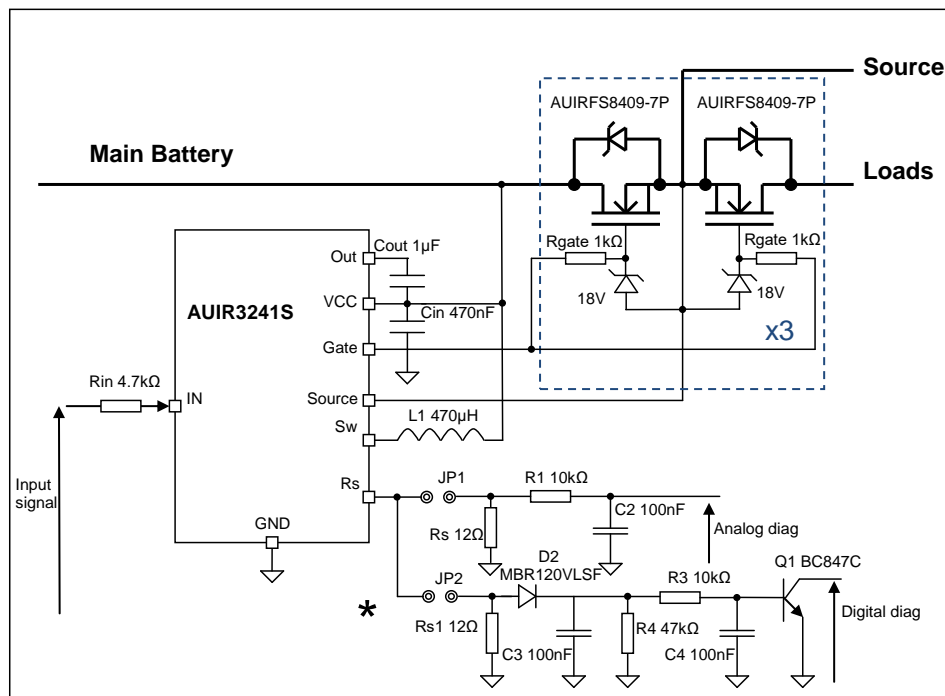 Source
AUIRFS8409-7P
AUIRFS8409-7P
Main Battery
Loads
Rgate 1kΩ
Rgate 1kΩ
Cout 1µF
Out
18V
18V
VCC
AUIR3241S
Cin 470nF
x3
Gate
Rin 4.7kΩ
IN
Source
L1 470µH
Sw
Input
signal
Rs
JP1
R1 10kΩ
C2 100nF
GND
Rs 12Ω
Analog diag
D2
MBR120VLSF
Q1 BC847C
*
JP2
R3 10kΩ
Digital diag
Rs1 12Ω
R4 47kΩ
C3 100nF
C4 100nF